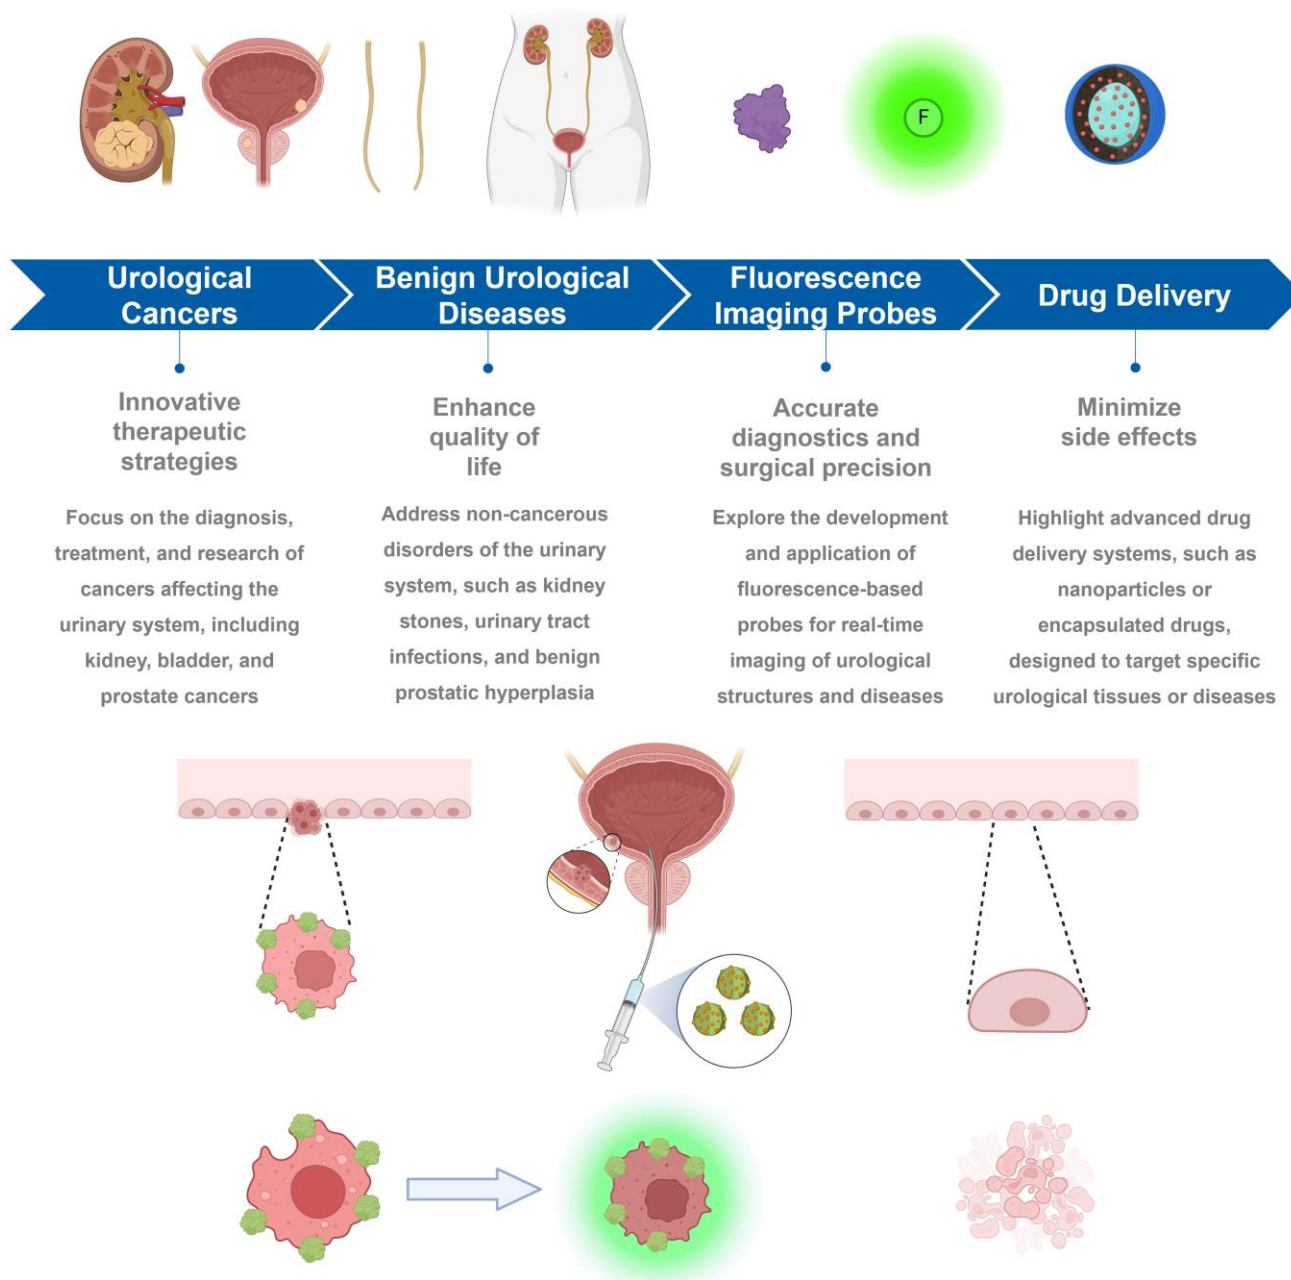 F
Urological
Cancers
Benign Urological
Diseases
Fluorescence
Imaging Probes
Drug Delivery
Innovative
therapeutic
strategies
Enhance
quality of
life
Accurate
diagnostics and
surgical precision
Minimize
side effects
Focus on the diagnosis,
treatment, and research of
cancers affecting the
urinary system, including
kidney, bladder, and
prostate cancers
Address non-cancerous
disorders of the urinary
system, such as kidney
stones, urinary tract
infections, and benign
prostatic hyperplasia
Explore the development
and application of
fluorescence-based
probes for real-time
imaging of urological
structures and diseases
Highlight advanced drug
delivery systems, such as
nanoparticles or
encapsulated drugs,
designed to target specific
urological tissues or diseases